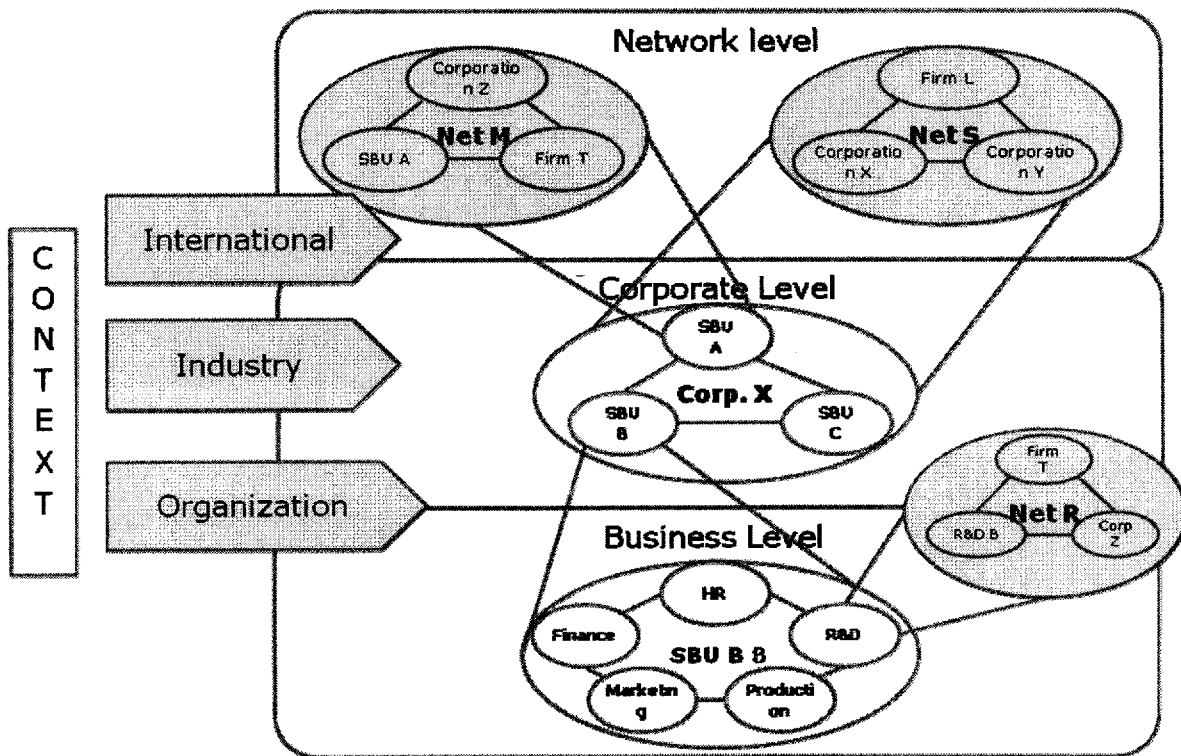 Network level
Corporatio
n Z
Net M
SBU A
Firm T
Firm L
Net S
Corporatio
n X
Corporatio
n Y
C
O
N
T
E
X
T
International
Industry
Organization
Corporate Level
SBU
A
Corp. X
SBU
B
SBU
C
Firm
T
Net R
R&D B
Corp
Z
Business Level
HR
Finance
R&D
SBU B B
Marketin
g
Producti
on